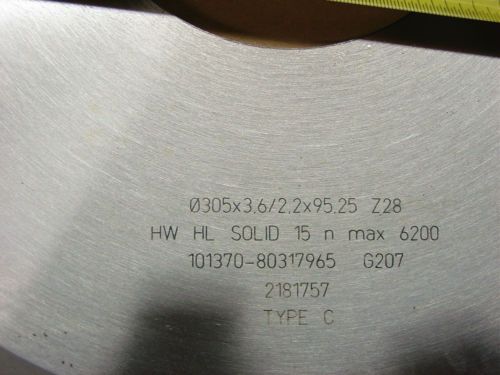 Ø305x3,6/2,2x95,25 Z28
HW HL SOLID 15 n max 6200
101370-80317965 G207
2181757
TYPE C